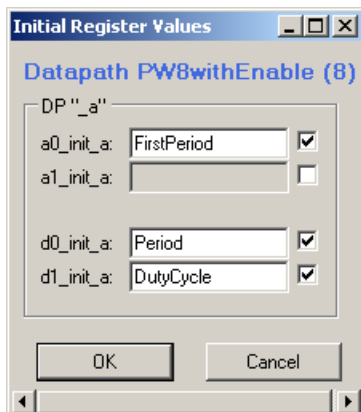 Initial Register Values
Datapath PW8withEnable (8)
DP "_a"
a0_init_a: FirstPeriod
a1_init_a:
d0_init_a: Period
d1_init_a: DutyCycle
OK Cancel